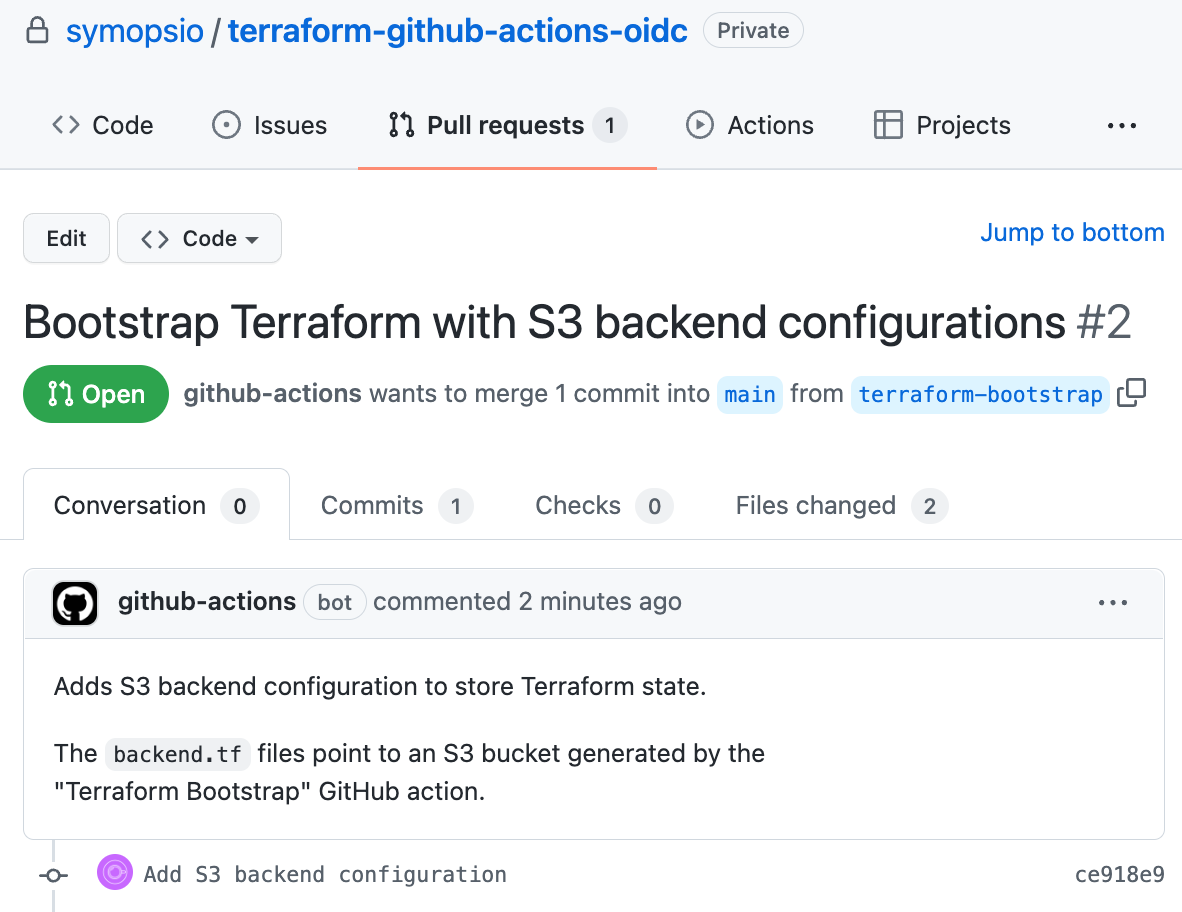 symopsio / terraform-github-actions-oidc Private
Code Issues Pull requests 1 Actions Projects ...
Edit Code Jump to bottom
Bootstrap Terraform with S3 backend configurations #2
Open github-actions wants to merge 1 commit into main from terraform-bootstrap
Conversation 0 Commits 1 Checks 0 Files changed 2
github-actions bot commented 2 minutes ago ...
Adds S3 backend configuration to store Terraform state.
The backend.tf files point to an S3 bucket generated by the
"Terraform Bootstrap" GitHub action.
Add S3 backend configuration ce918e9